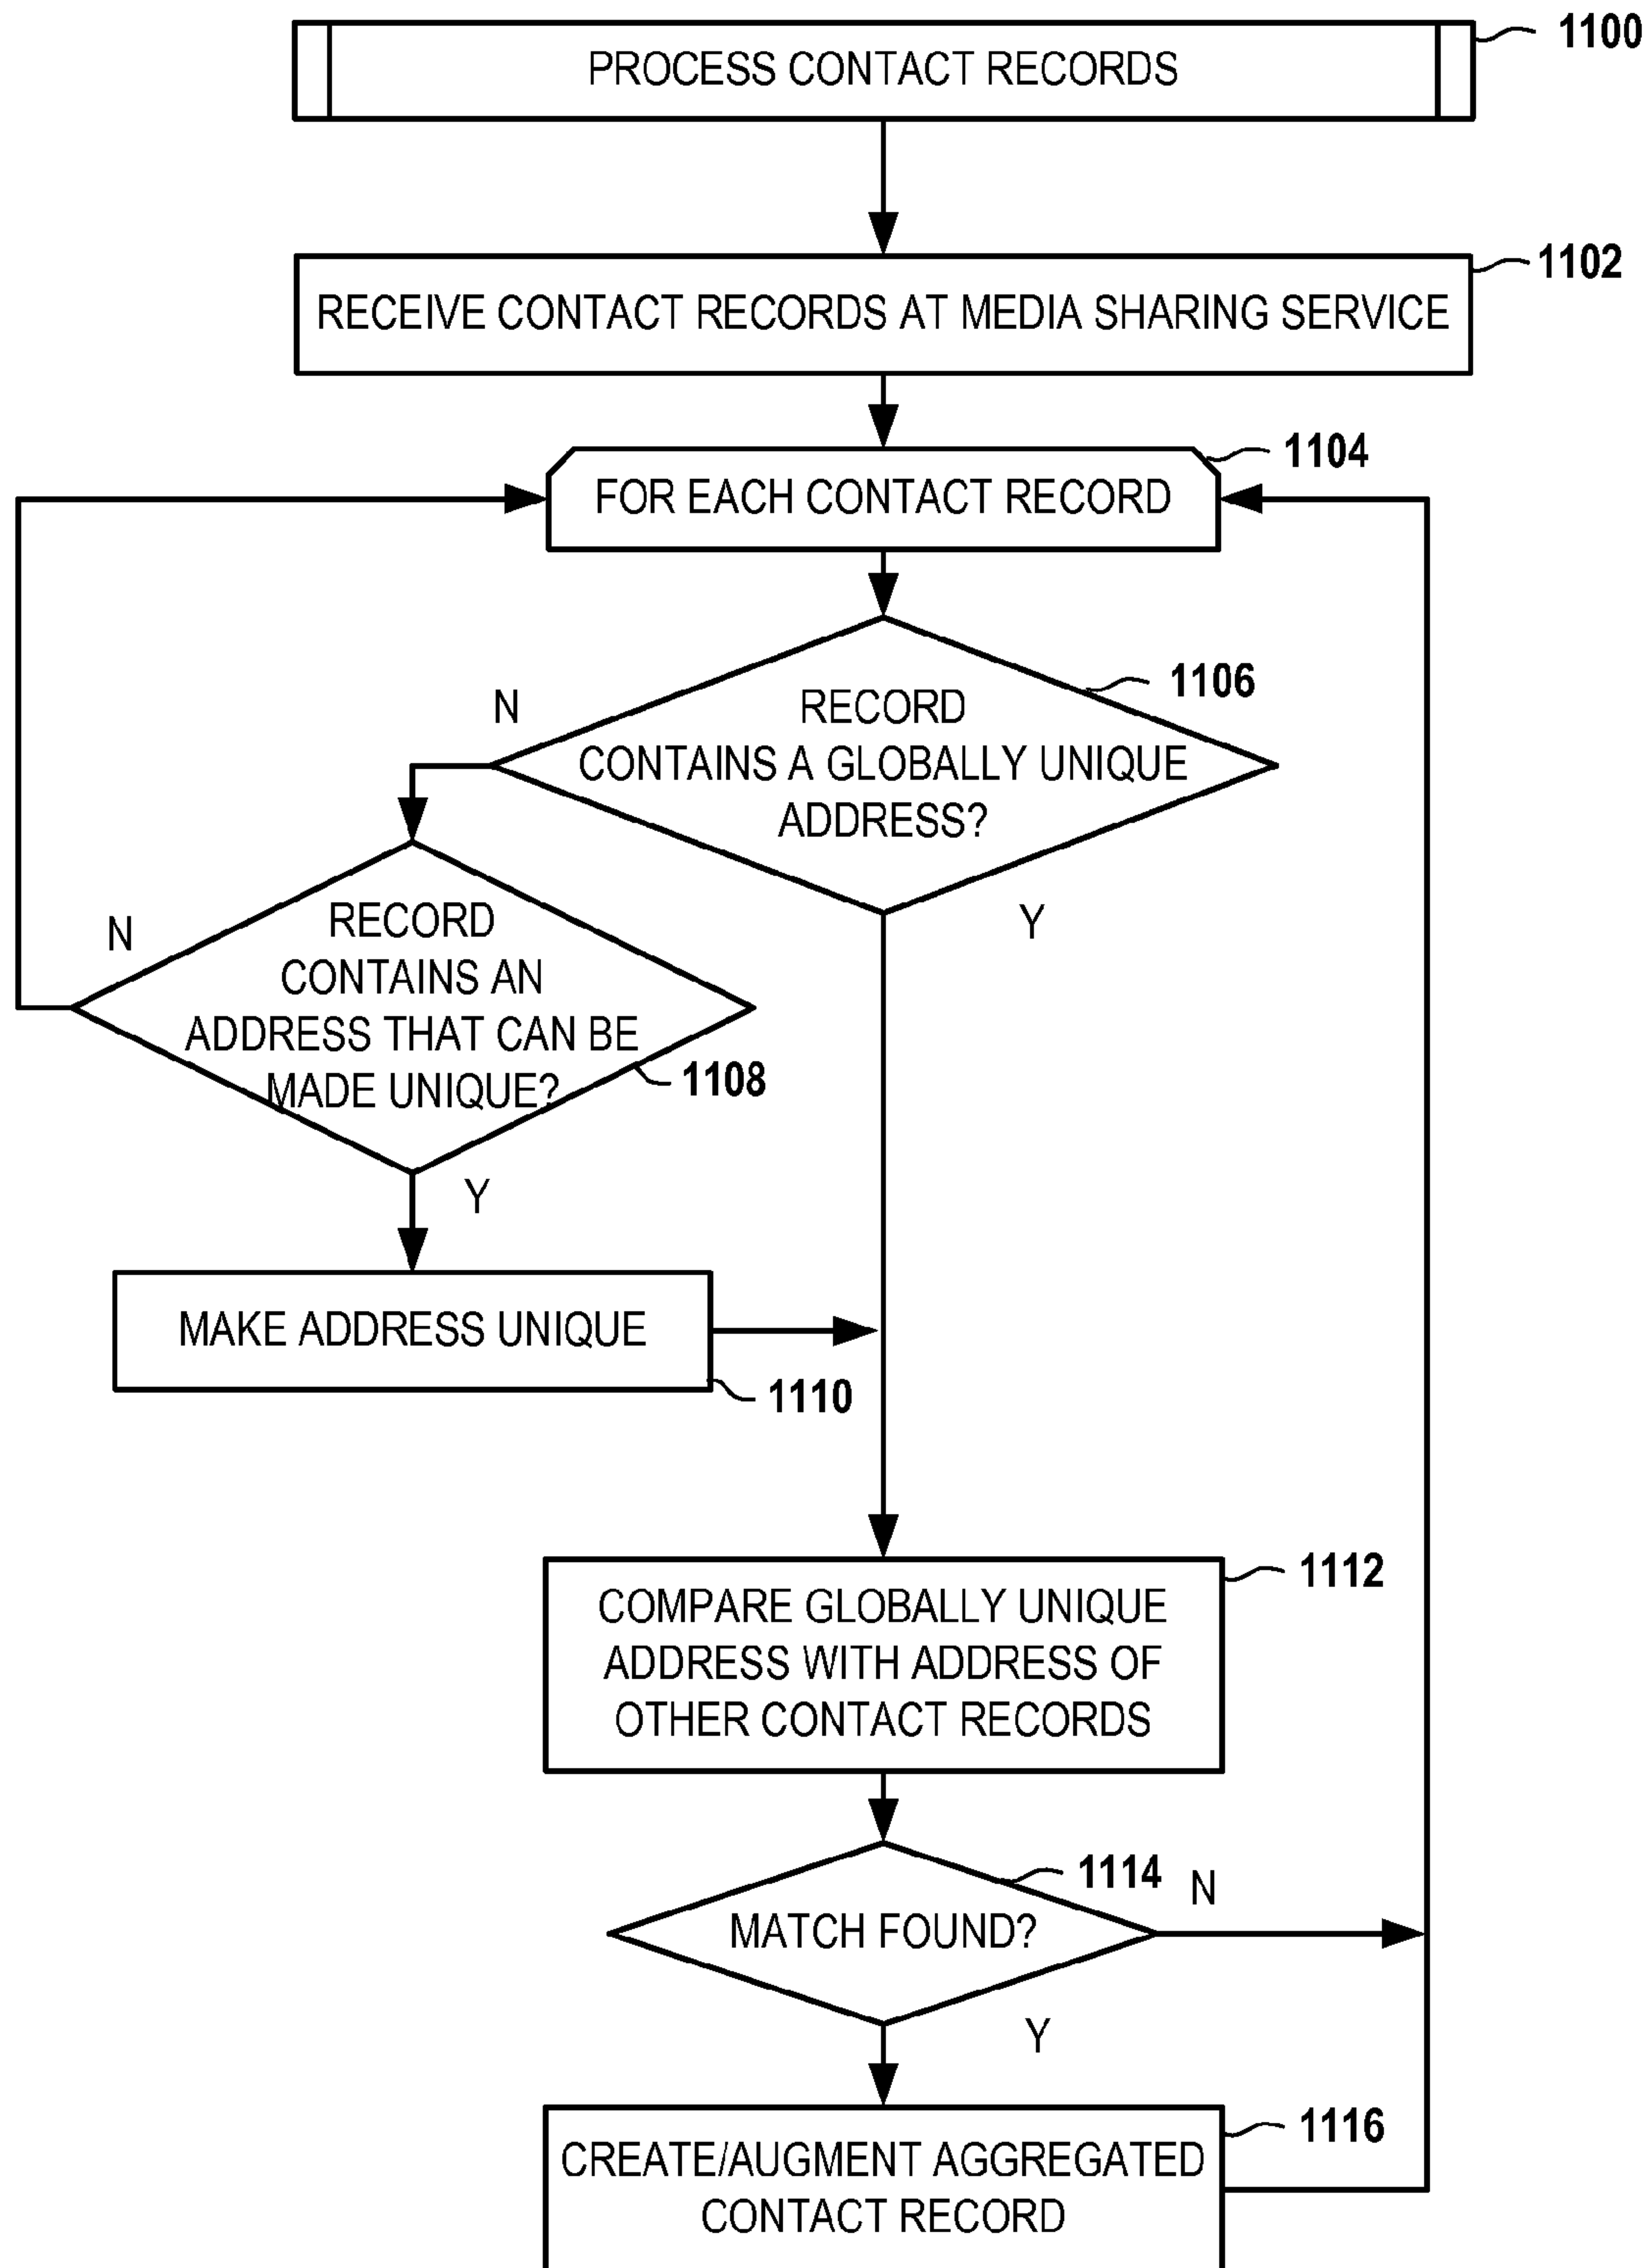 PROCESS CONTACT RECORDS
1100
RECEIVE CONTACT RECORDS AT MEDIA SHARING SERVICE
1102
FOR EACH CONTACT RECORD
1104
RECORD
CONTAINS A GLOBALLY UNIQUE
ADDRESS?
1106
N
Y
RECORD
CONTAINS AN
ADDRESS THAT CAN BE
MADE UNIQUE?
1108
N
Y
MAKE ADDRESS UNIQUE
1110
COMPARE GLOBALLY UNIQUE
ADDRESS WITH ADDRESS OF
OTHER CONTACT RECORDS
1112
MATCH FOUND?
1114
N
Y
CREATE/AUGMENT AGGREGATED
CONTACT RECORD
1116